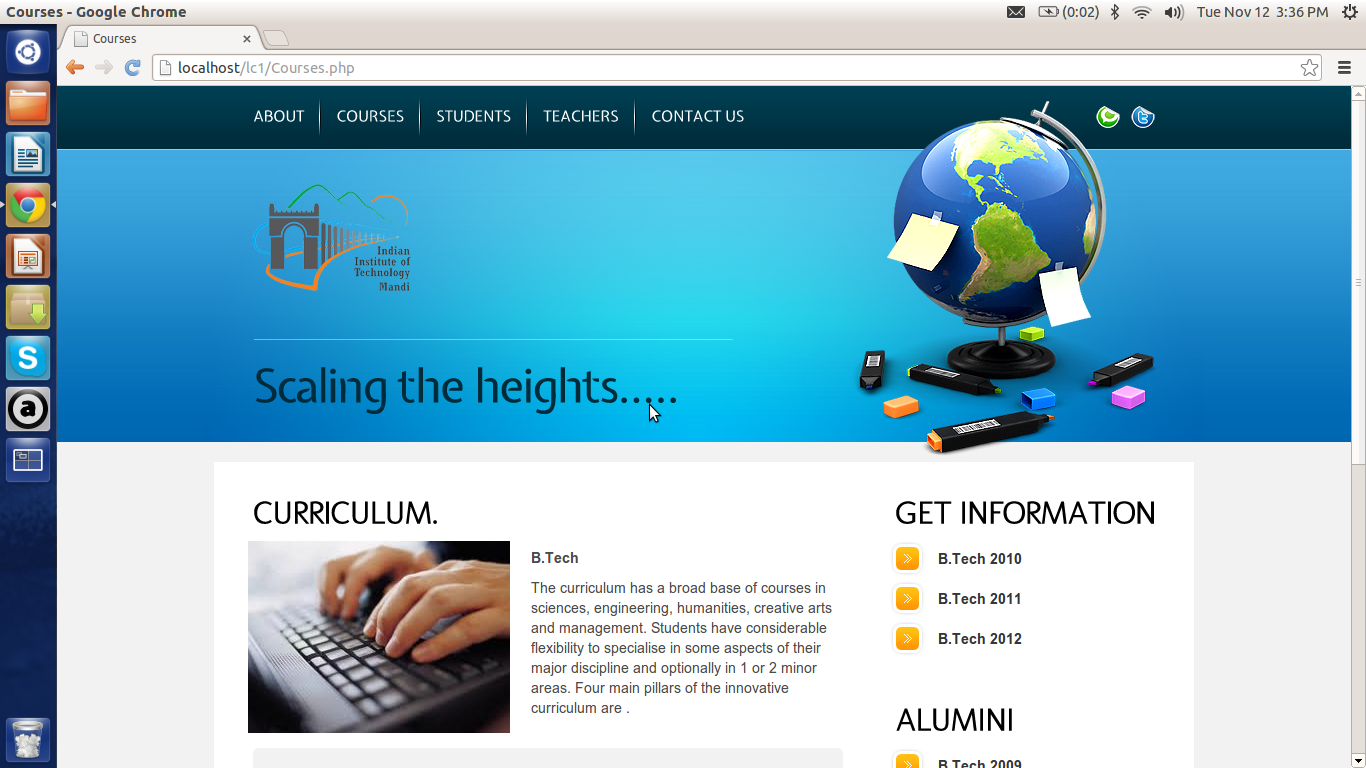 Courses - Google Chrome
(0:02)
Tue Nov 12 3:36 PM
Courses
localhost/lc1/Courses.php
ABOUT
COURSES
STUDENTS
TEACHERS
CONTACT US
Indian
Institute of
Technology
Mandi
Scaling the heights.....
CURRICULUM.
B.Tech
The curriculum has a broad base of courses in
sciences, engineering, humanities, creative arts
and management. Students have considerable
flexibility to specialise in some aspects of their
major discipline and optionally in 1 or 2 minor
areas. Four main pillars of the innovative
curriculum are .
GET INFORMATION
B.Tech 2010
B.Tech 2011
B.Tech 2012
ALUMINI
B.Tech 2009